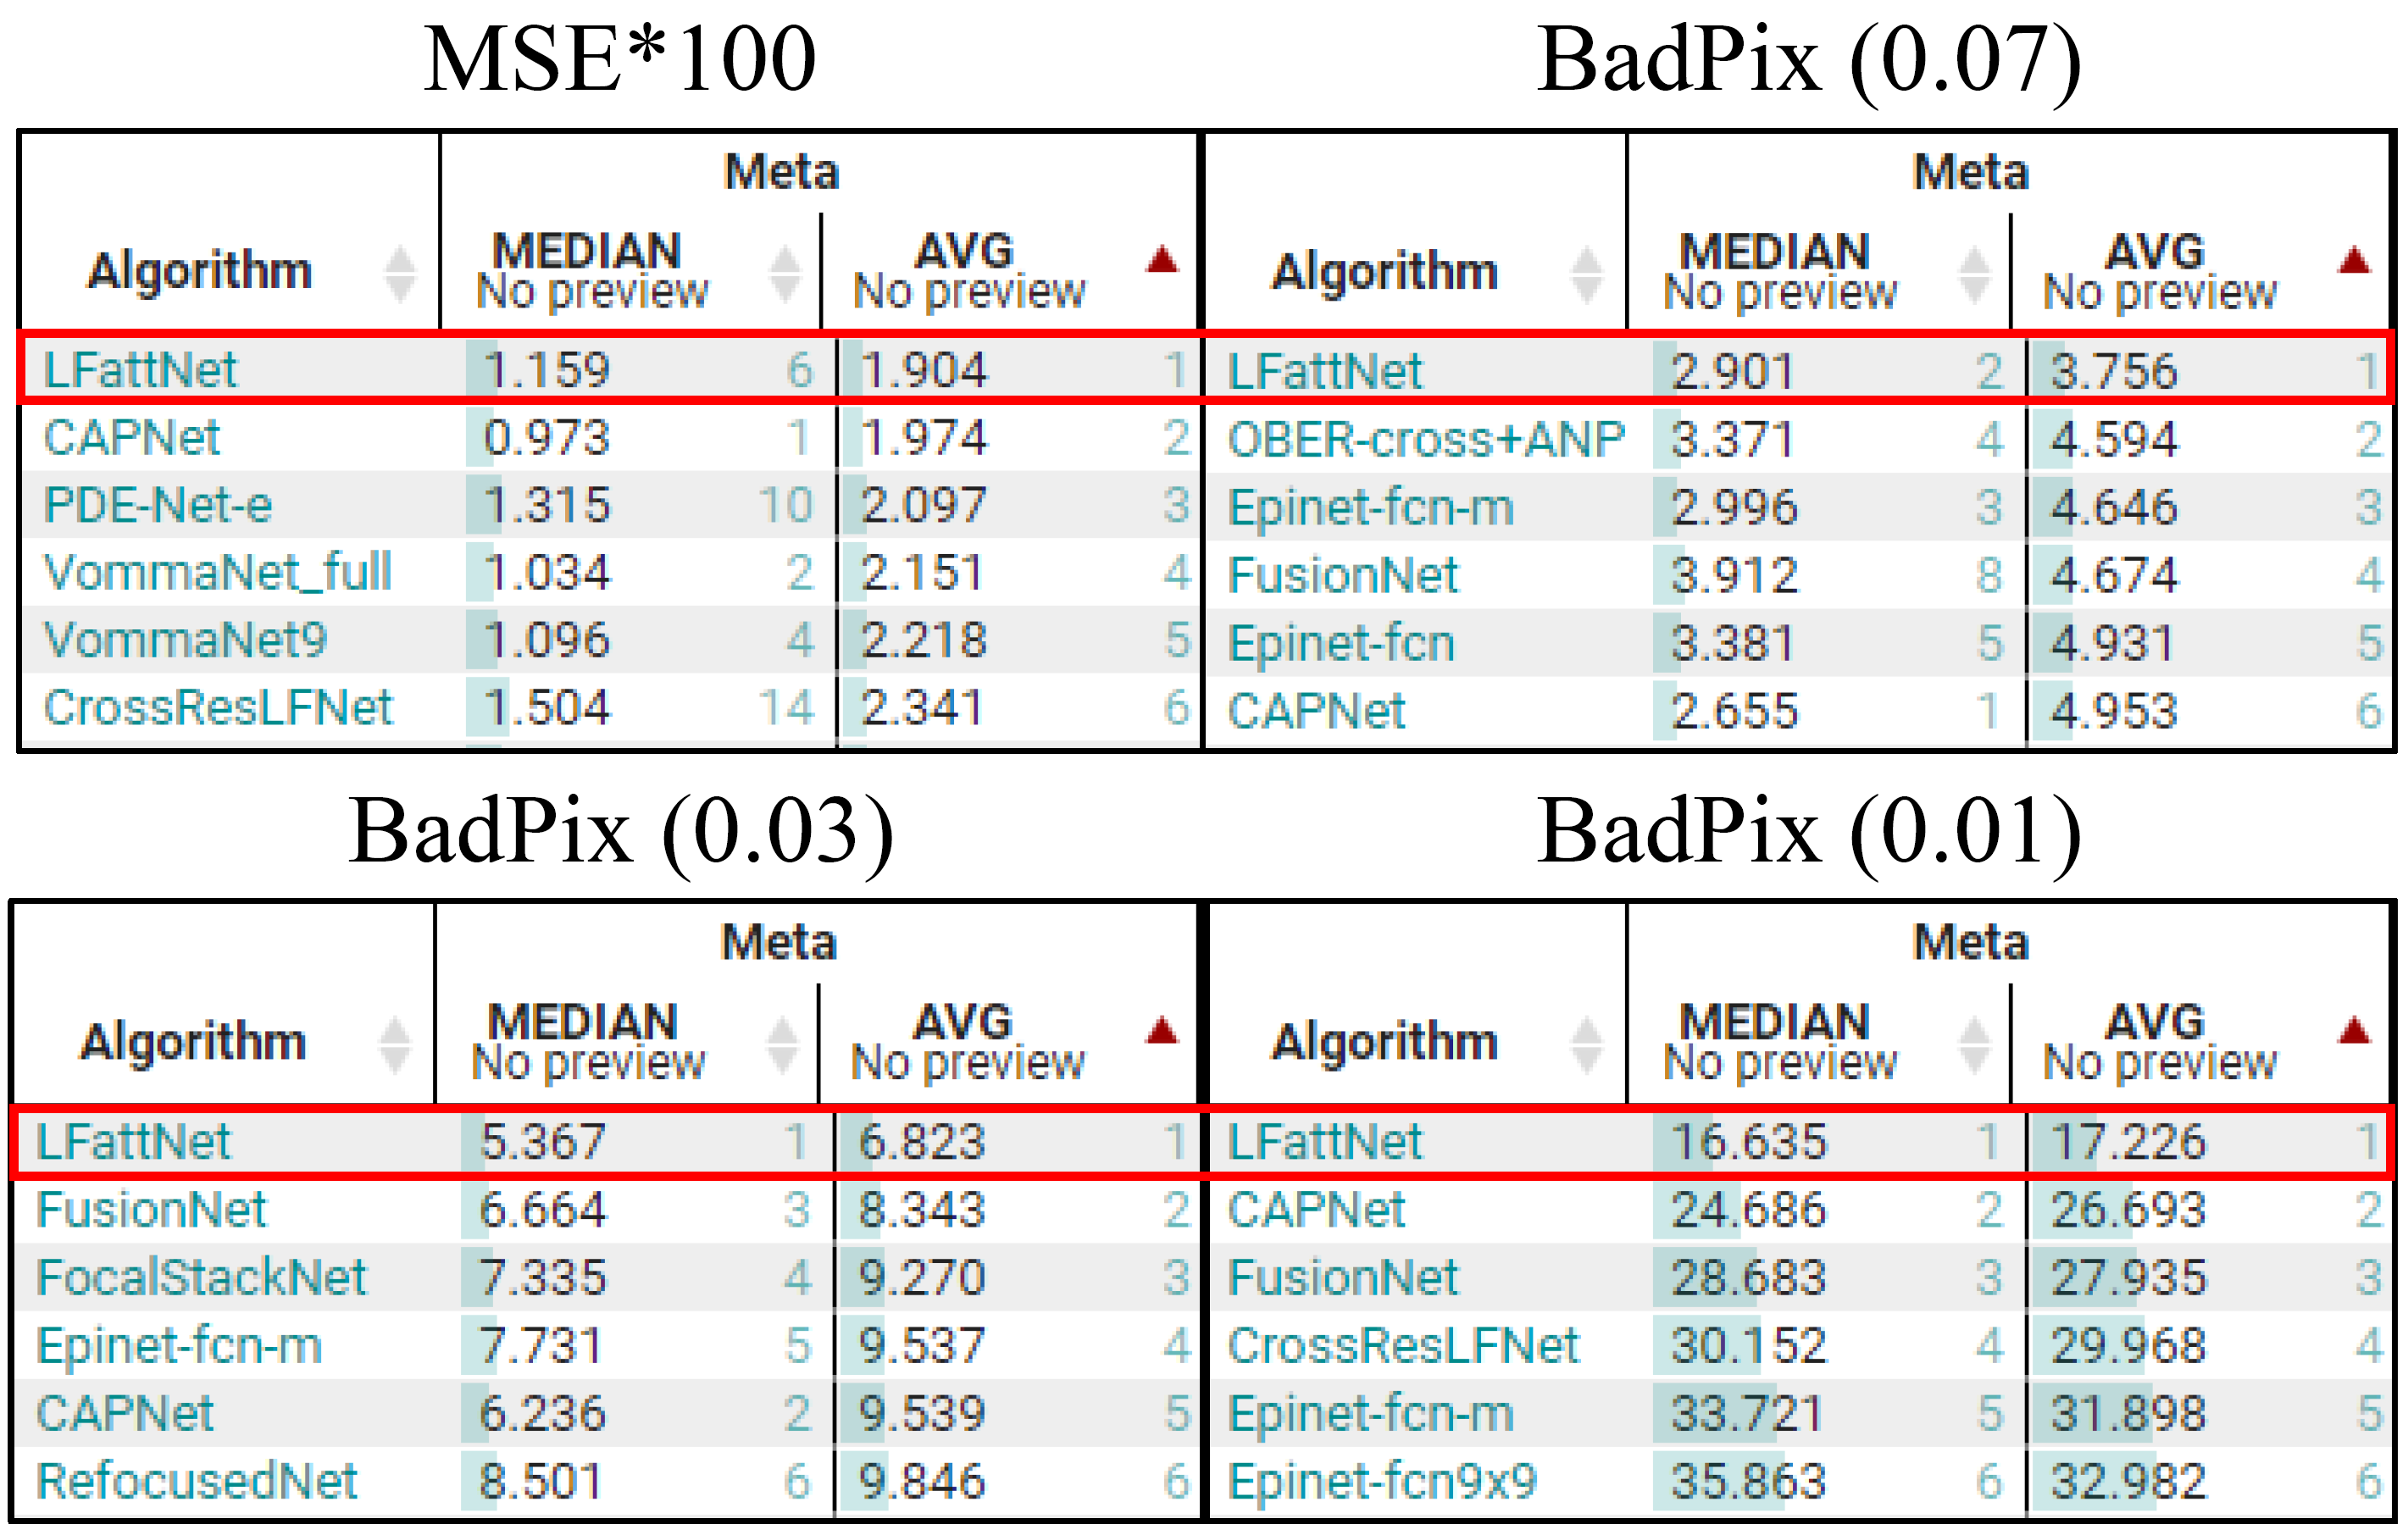 MSE*100 BadPix (0.07)
Meta Meta
Algorithm MEDIAN AVG Algorithm MEDIAN AVG
No preview No preview No preview No preview
LFattNet 1.159 6 1.904 1 LFattNet 2.901 2 3.756 1
CAPNet 0.973 1 1.974 2 OBER-cross+ANP 3.371 4 4.594 2
PDE-Net-e 1.315 10 2.097 3 Epinet-fcn-m 2.996 3 4.646 3
VommaNet_full 1.034 2 2.151 4 FusionNet 3.912 8 4.674 4
VommaNet9 1.096 4 2.218 5 Epinet-fcn 3.381 5 4.931 5
CrossResLFNet 1.504 14 2.341 6 CAPNet 2.655 1 4.953 6
BadPix (0.03) BadPix (0.01)
Meta Meta
Algorithm MEDIAN AVG Algorithm MEDIAN AVG
No preview No preview No preview No preview
LFattNet 5.367 1 6.823 1 LFattNet 16.635 1 17.226 1
FusionNet 6.664 3 8.343 2 CAPNet 24.686 2 26.693 2
FocalStackNet 7.335 4 9.270 3 FusionNet 28.683 3 27.935 3
Epinet-fcn-m 7.731 5 9.537 4 CrossResLFNet 30.152 4 29.968 4
CAPNet 6.236 2 9.539 5 Epinet-fcn-m 33.721 5 31.898 5
RefocusedNet 8.501 6 9.846 6 Epinet-fcn9x9 35.863 6 32.982 6